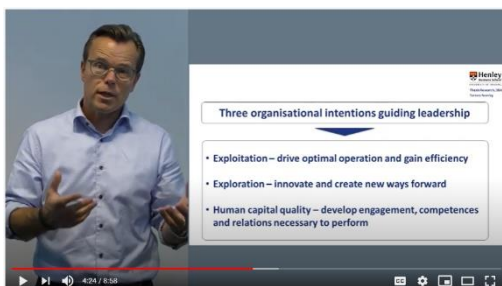 Henley
Three organisational intentions guiding leadership
• Exploitation – drive optimal operation and gain efficiency
• Exploration – innovate and create new ways forward
• Human capital quality – develop engagement, competences
and relations necessary to perform
4:24 / 8:58
CC